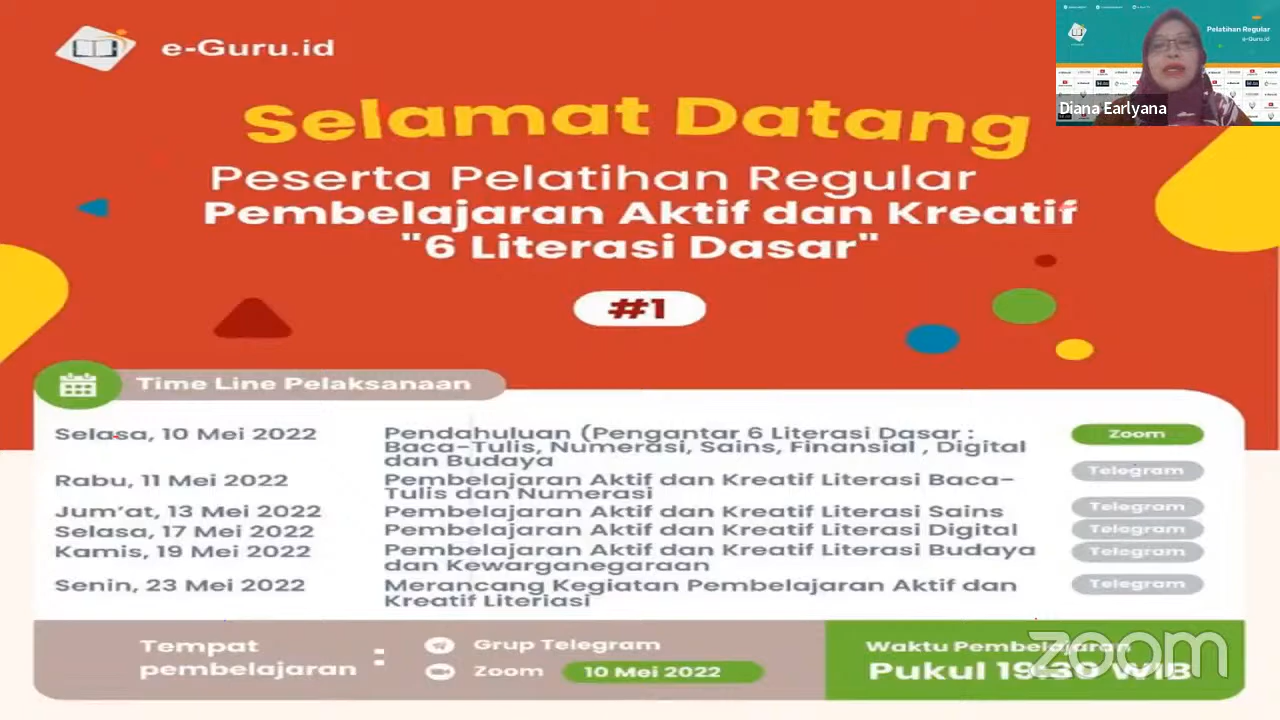 e-Guru.id
Selamat Datang
Peserta Pelatihan Regular
Pembelajaran Aktif dan Kreatif
"6 Literasi Dasar"
#1
Pelatihan Regular
e-Guru.id
Diana Earlyana
Time Line Pelaksanaan
Selasa, 10 Mei 2022
Pendahuluan (Pengantar 6 Literasi Dasar :
Baca-Tulis, Numerasi, Sains, Finansial , Digital
dan Budaya
Zoom
Rabu, 11 Mei 2022
Pembelajaran Aktif dan Kreatif Literasi Baca-
Tulis dan Numerasi
Telegram
Jum'at, 13 Mei 2022
Pembelajaran Aktif dan Kreatif Literasi Sains
Telegram
Selasa, 17 Mei 2022
Pembelajaran Aktif dan Kreatif Literasi Digital
Telegram
Kamis, 19 Mei 2022
Pembelajaran Aktif dan Kreatif Literasi Budaya
dan Kewarganegaraan
Telegram
Senin, 23 Mei 2022
Merancang Kegiatan Pembelajaran Aktif dan
Kreatif Literiasi
Telegram
Tempat
pembelajaran :
Grup Telegram
Zoom 10 Mei 2022
Waktu Pembelajaran
Pukul 19:30 WIB
zoom